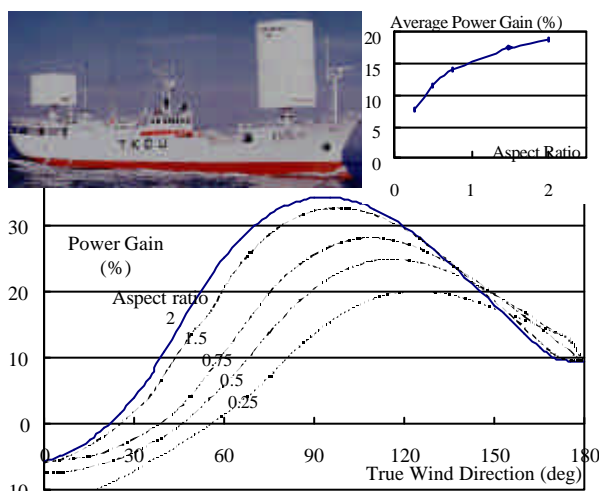 Average Power Gain (%)
20
15
10
5
0
Aspect Ratio
0 1 2
TKDU
30
Power Gain
(%)
20
Aspect ratio
2
1.5
10
0.75
0.5
0.25
0
0 30 60 90 120 150 180
True Wind Direction (deg)
10